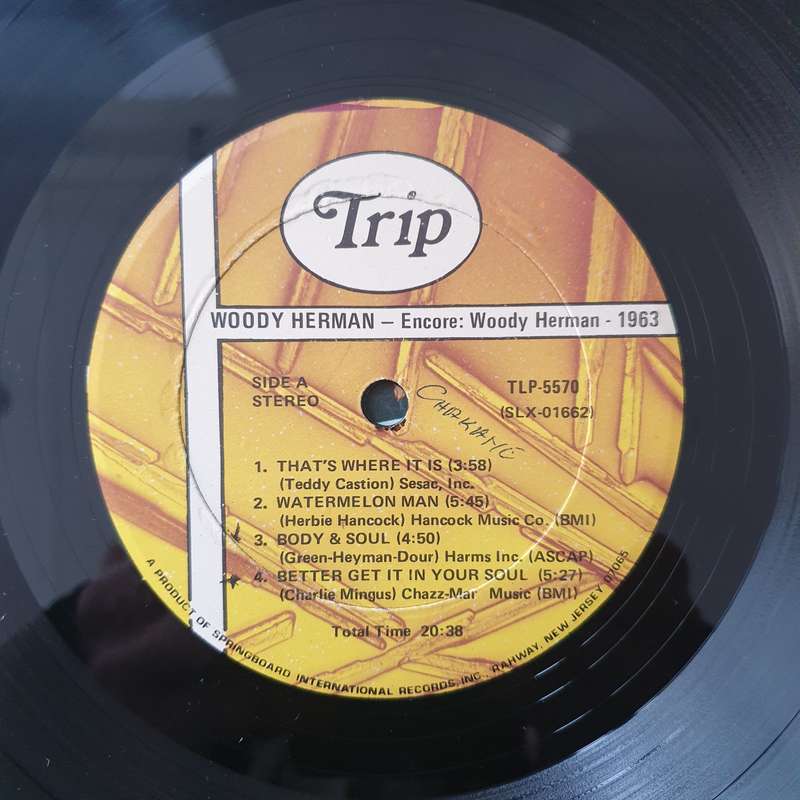 Trip
WOODY HERMAN – Encore: Woody Herman - 1963
SIDE A
STEREO
TLP-5570
(SLX-01662)
1. THAT'S WHERE IT IS (3:58)
(Teddy Castion) Sesac, Inc.
2. WATERMELON MAN (5:45)
(Herbie Hancock) Hancock Music Co. (BMI)
3. BODY & SOUL (4:50)
(Green-Heyman-Dour) Harms Inc. (ASCAP)
4. BETTER GET IT IN YOUR SOUL (5:27)
(Charlie Mingus) Chazz-Mar Music (BMI)
Total Time 20:38
A PRODUCT OF SPRINGBOARD INTERNATIONAL RECORDS, INC., RAHWAY, NEW JERSEY 07065